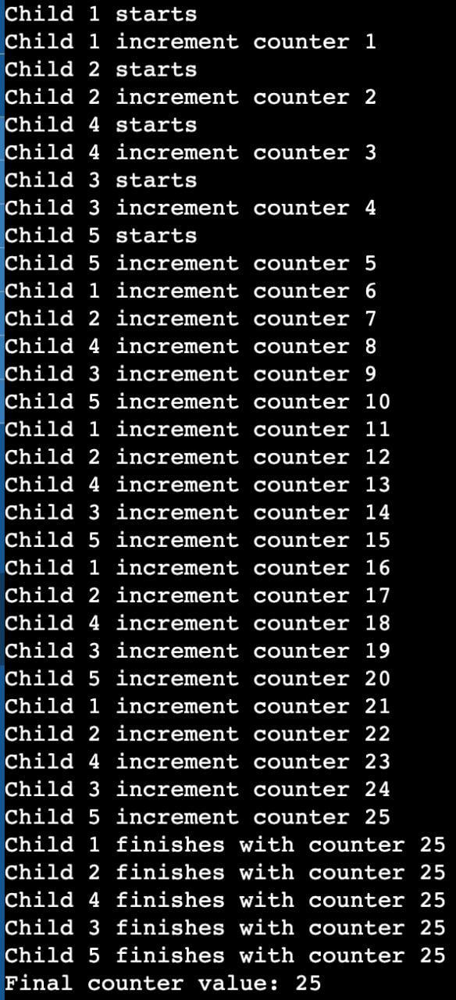 Child 1 starts
Child 1 increment counter 1
Child 2 starts
Child 2 increment counter 2
Child 4 starts
Child 4 increment counter 3
Child 3 starts
Child 3 increment counter 4
Child 5 starts
Child 5 increment counter 5
Child 1 increment counter 6
Child 2 increment counter 7
Child 4 increment counter 8
Child 3 increment counter 9
Child 5 increment counter 10
Child 1 increment counter 11
Child 2 increment counter 12
Child 4 increment counter 13
Child 3 increment counter 14
Child 5 increment counter 15
Child 1 increment counter 16
Child 2 increment counter 17
Child 4 increment counter 18
Child 3 increment counter 19
Child 5 increment counter 20
Child 1 increment counter 21
Child 2 increment counter 22
Child 4 increment counter 23
Child 3 increment counter 24
Child 5 increment counter 25
Child 1 finishes with counter 25
Child 2 finishes with counter 25
Child 4 finishes with counter 25
Child 3 finishes with counter 25
Child 5 finishes with counter 25
Final counter value: 25